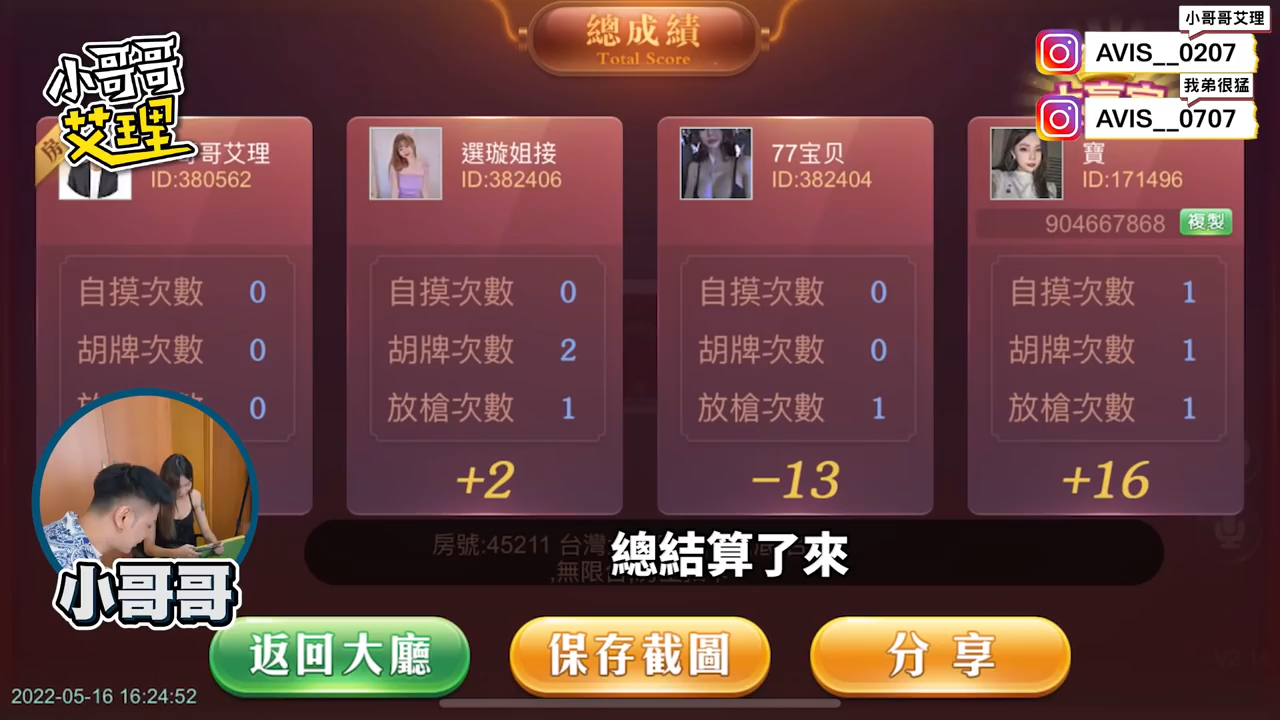 總成績
Total Score
小哥哥艾理
AVIS__0207
我弟很猛
AVIS__0707
小哥哥
艾理
房
哥艾理
ID:380562
選璇姐接
ID:382406
77宝贝
ID:382404
寶
ID:171496
904667868
複製
自摸次數 0
胡牌次數 0
次數 0
自摸次數 0
胡牌次數 2
放槍次數 1
+2
自摸次數 0
胡牌次數 0
放槍次數 1
-13
自摸次數 1
胡牌次數 1
放槍次數 1
+16
房號:45211 台灣
總結算了來
小哥哥
返回大廳
保存截圖
分享
2022-05-16 16:24:52